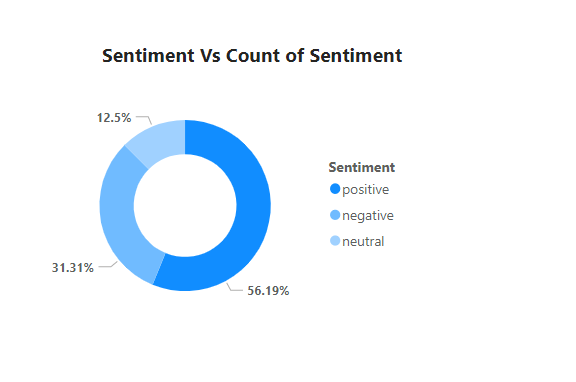 Sentiment Vs Count of Sentiment
12.5%
31.31%
56.19%
Sentiment
positive
negative
neutral